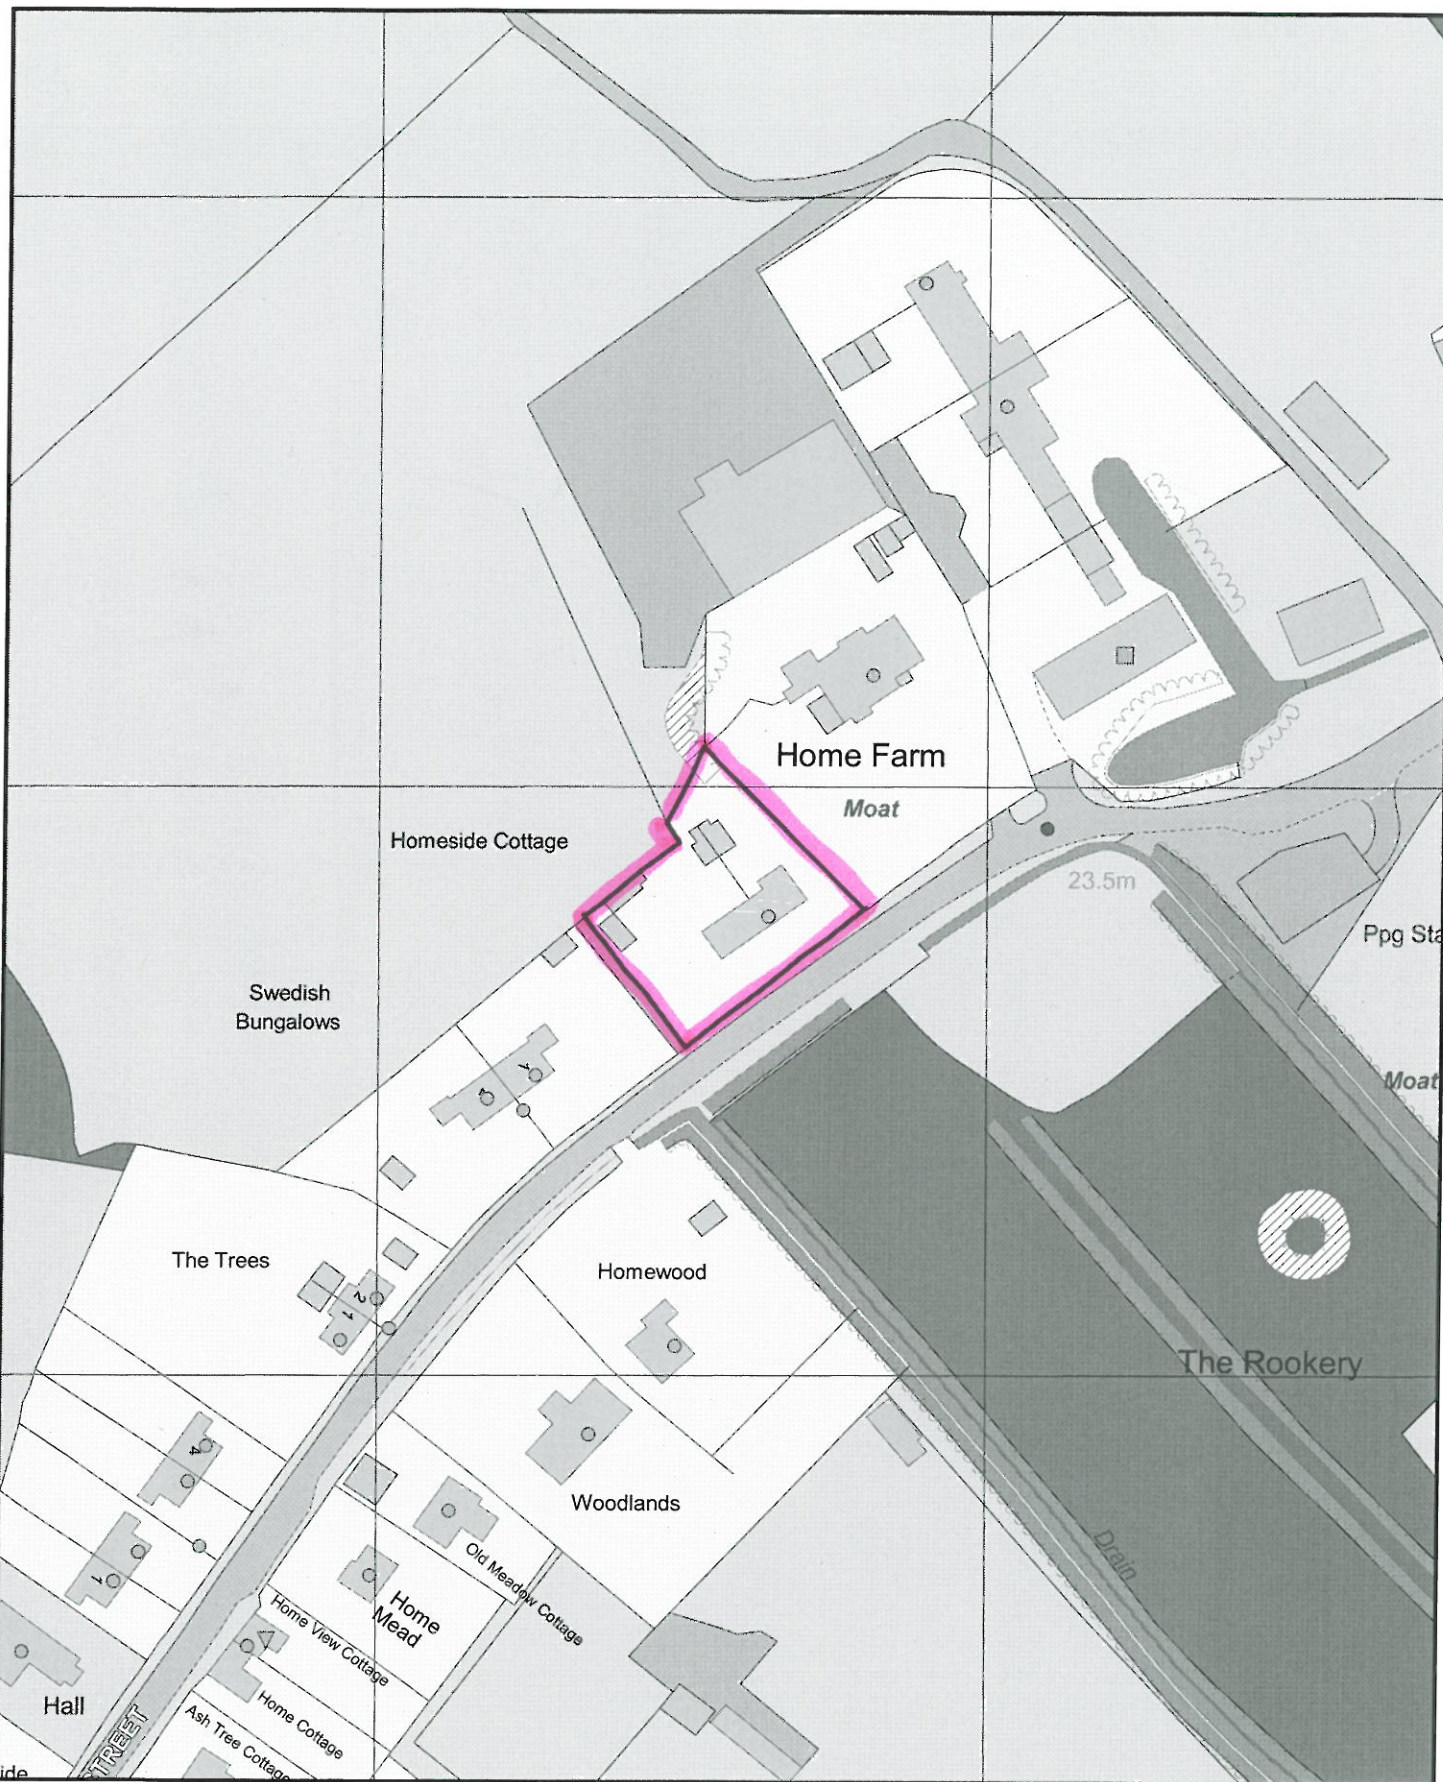 Home Farm
Moat
Homeside Cottage
23.5m
Ppg Sta
Swedish
Bungalows
Moat
The Trees
Homewood
2
1
The Rookery
4
Woodlands
Old Meadow Cottage
Drain
1
Home
Mead
Home View Cottage
Hall
Home Cottage
Ash Tree Cottage
STREET
ide